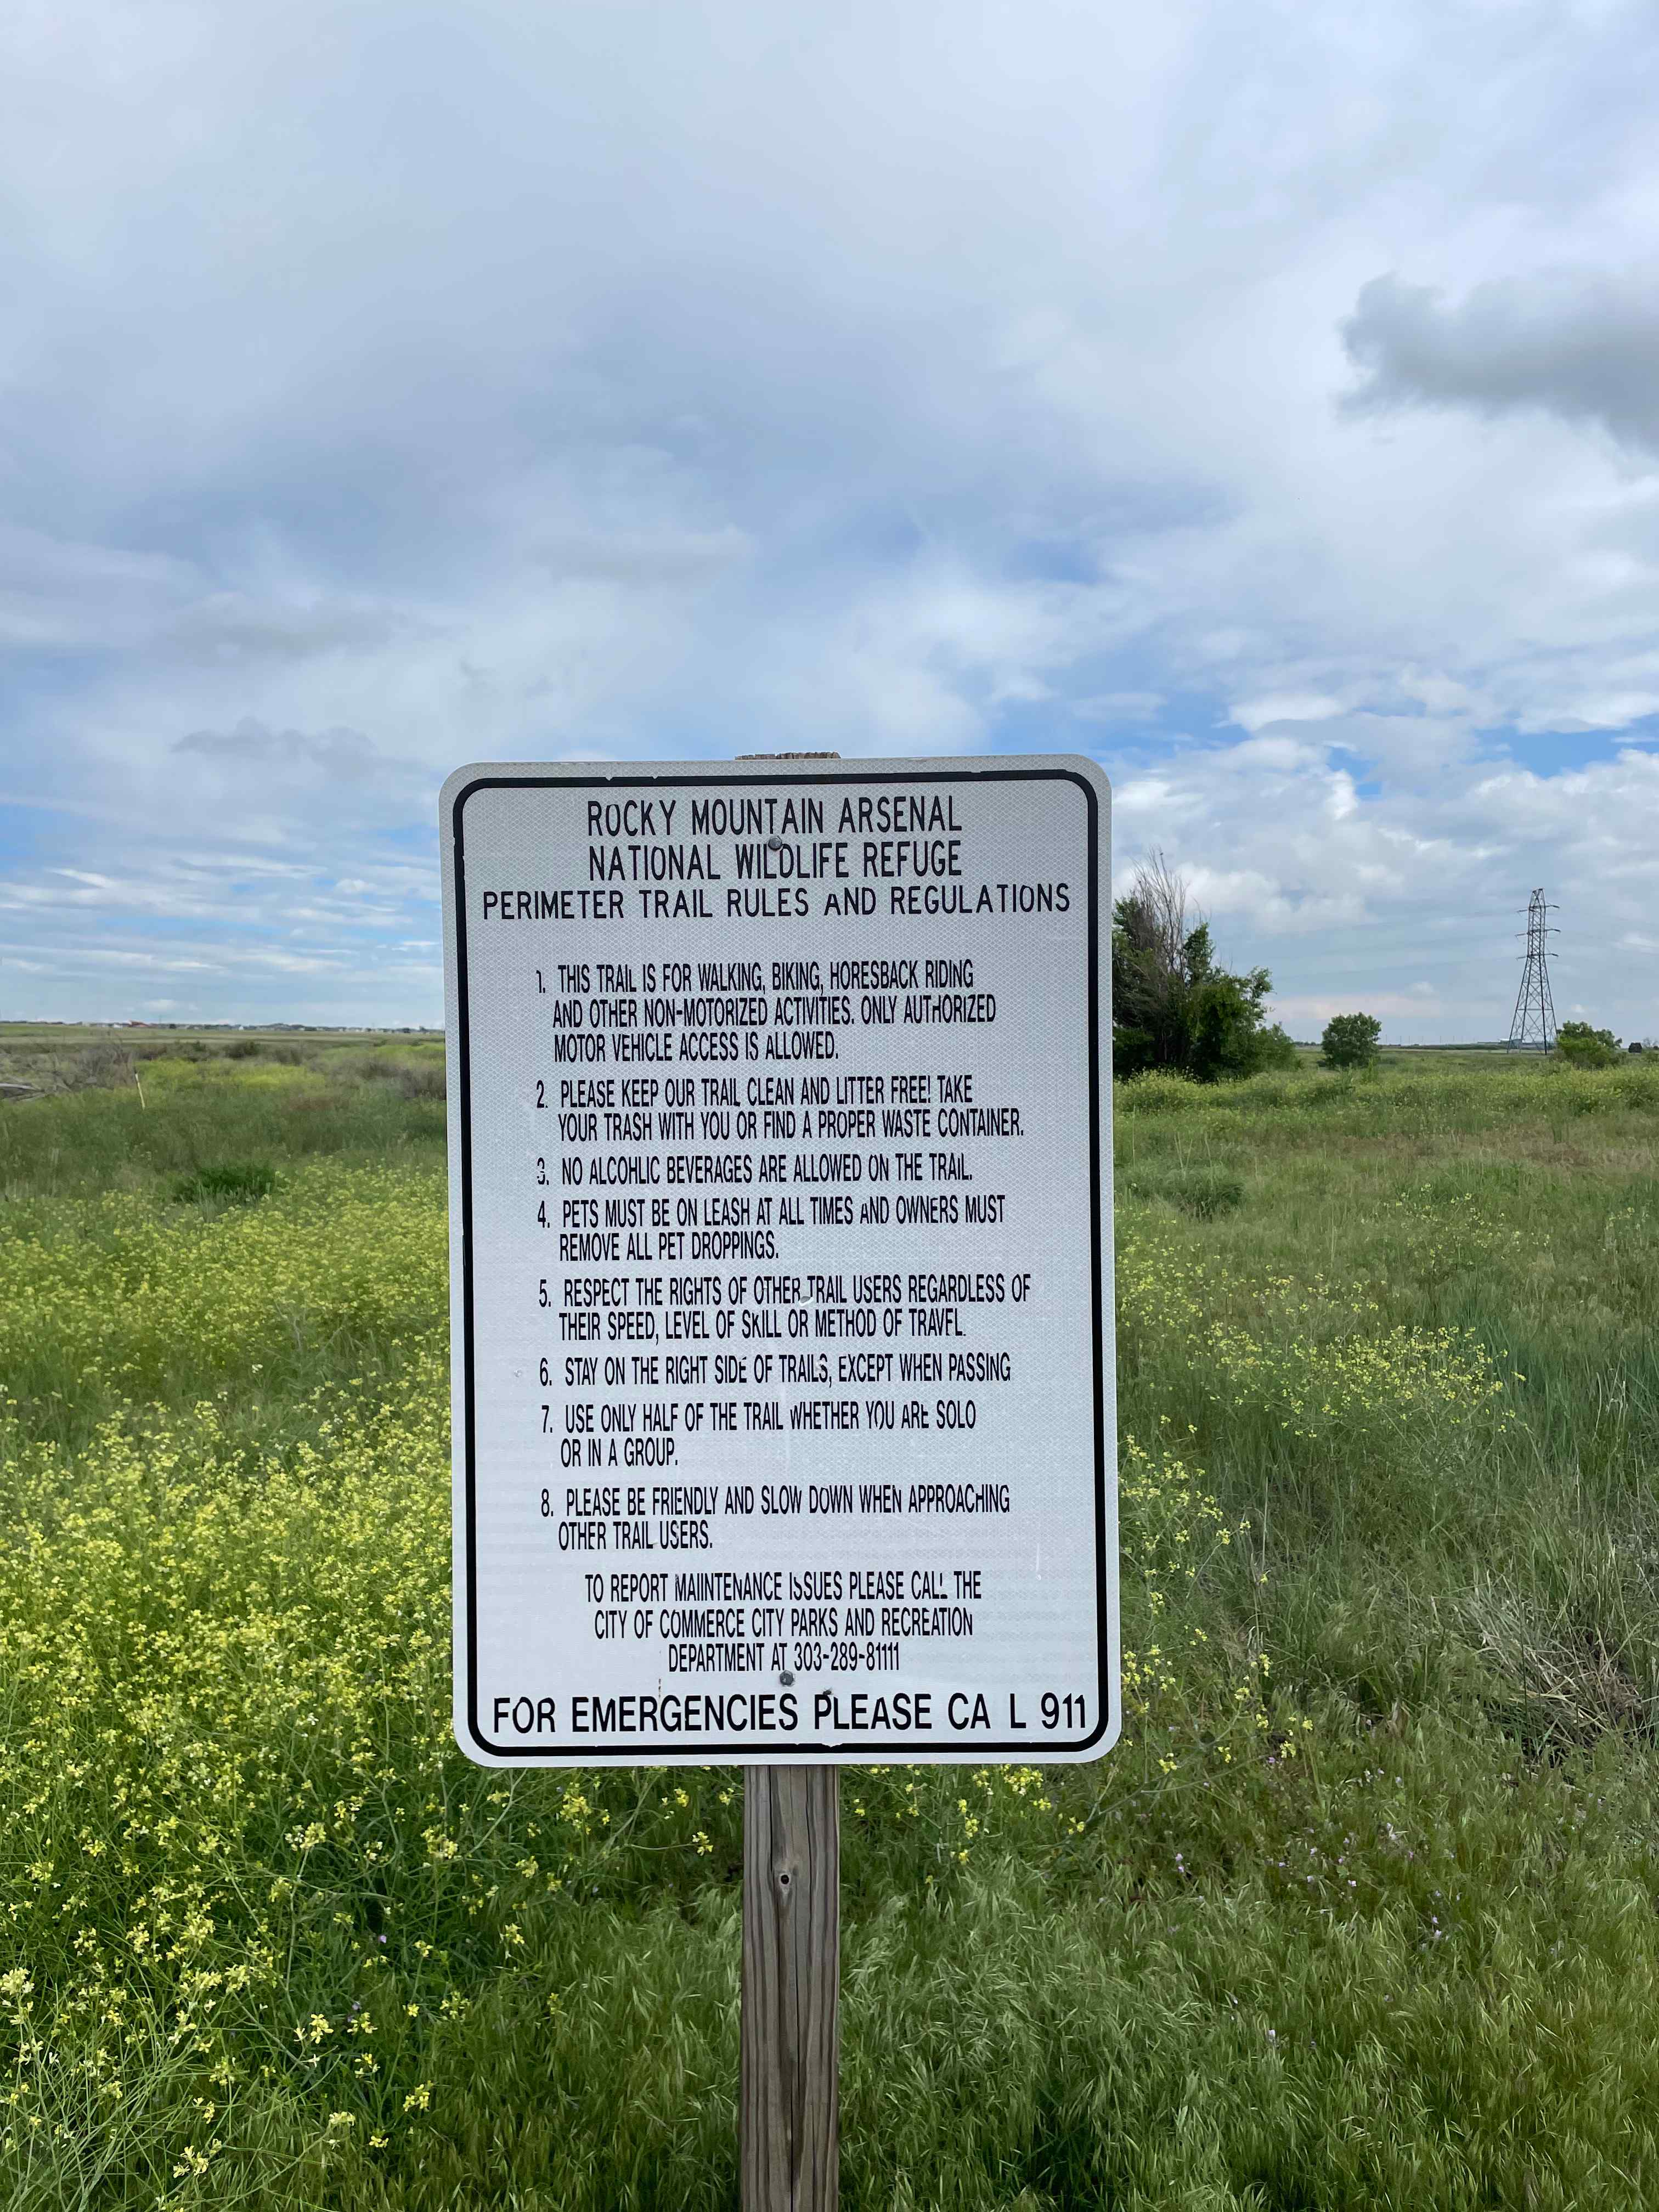 ROCKY MOUNTAIN ARSENAL
NATIONAL WILDLIFE REFUGE
PERIMETER TRAIL RULES AND REGULATIONS
1. THIS TRAIL IS FOR WALKING, BIKING, HORESBACK RIDING
AND OTHER NON-MOTORIZED ACTIVITIES. ONLY AUTHORIZED
MOTOR VEHICLE ACCESS IS ALLOWED.
2. PLEASE KEEP OUR TRAIL CLEAN AND LITTER FREE! TAKE
YOUR TRASH WITH YOU OR FIND A PROPER WASTE CONTAINER.
3. NO ALCOHLIC BEVERAGES ARE ALLOWED ON THE TRAIL.
4. PETS MUST BE ON LEASH AT ALL TIMES AND OWNERS MUST
REMOVE ALL PET DROPPINGS.
5. RESPECT THE RIGHTS OF OTHER TRAIL USERS REGARDLESS OF
THEIR SPEED, LEVEL OF SKILL OR METHOD OF TRAVEL.
6. STAY ON THE RIGHT SIDE OF TRAILS, EXCEPT WHEN PASSING
7. USE ONLY HALF OF THE TRAIL WHETHER YOU ARE SOLO
OR IN A GROUP.
8. PLEASE BE FRIENDLY AND SLOW DOWN WHEN APPROACHING
OTHER TRAIL USERS.
TO REPORT MAIINTENANCE ISSUES PLEASE CALL THE
CITY OF COMMERCE CITY PARKS AND RECREATION
DEPARTMENT AT 303-289-81111
FOR EMERGENCIES PLEASE CA L 911